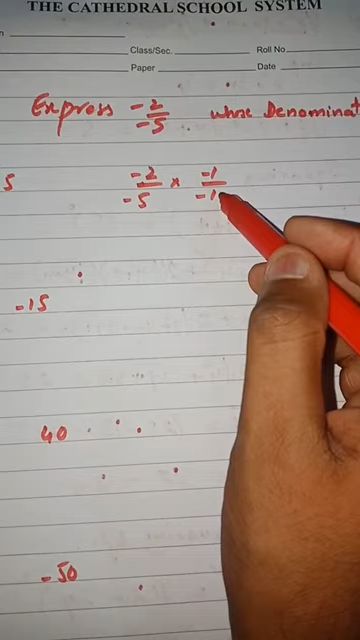 THE CATHEDRAL SCHOOL SYSTEM
Class/Sec. Roll No
Paper Date
Express -2/-5 whose Denominat
5 -2/-5 × -1/-1
-15
40
-50